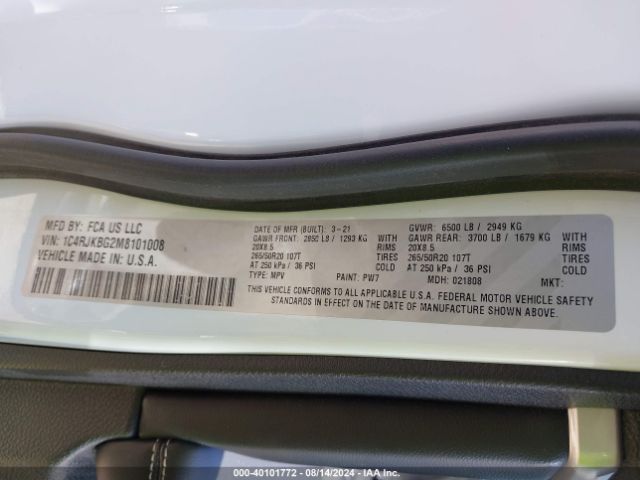 MFD BY: FCA US LLC
VIN: 1C4RJKBG2M8101008
VEHICLE MADE IN: U.S.A.
DATE OF MFR (BUILT): 3-21
GAWR FRONT: 2850 LB / 1293 KG WITH
20X8.5 RIMS
265/50R20 107T TIRES
AT 250 kPa / 36 PSI COLD
TYPE: MPV PAINT: PW7
GVWR: 6500 LB / 2949 KG
GAWR REAR: 3700 LB / 1679 KG WITH
20X8.5 RIMS
265/50R20 107T TIRES
AT 250 kPa / 36 PSI COLD
MDH: 021808 MKT:
THIS VEHICLE CONFORMS TO ALL APPLICABLE U.S.A. FEDERAL MOTOR VEHICLE SAFETY
STANDARDS IN EFFECT ON THE DATE OF MANUFACTURE SHOWN ABOVE.
000-40101772 - 08/14/2024 - IAA Inc.